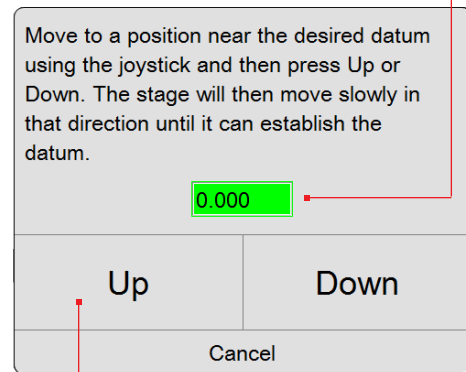 Move to a position near the desired datum
using the joystick and then press Up or
Down. The stage will then move slowly in
that direction until it can establish the
datum.
0.000
Up
Down
Cancel